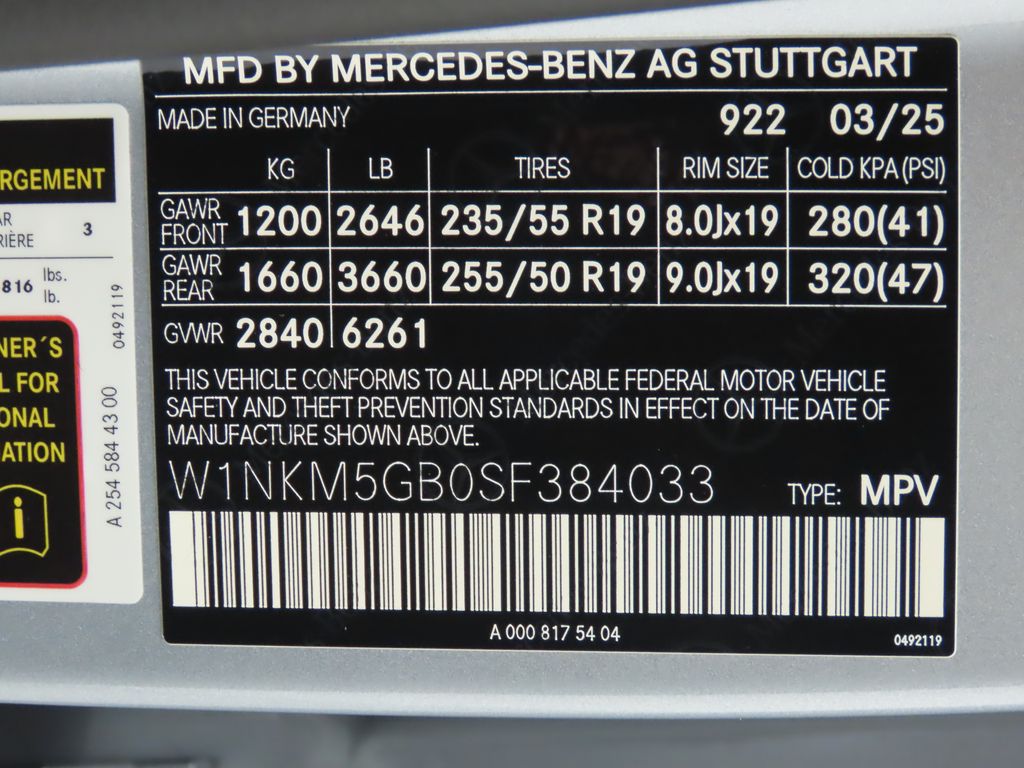 MFD BY MERCEDES-BENZ AG STUTTGART
MADE IN GERMANY 922 03/25
KG LB TIRES RIM SIZE COLD KPA (PSI)
GAWR FRONT 1200 2646 235/55 R19 8.0Jx19 280(41)
GAWR REAR 1660 3660 255/50 R19 9.0Jx19 320(47)
GVWR 2840 6261
THIS VEHICLE CONFORMS TO ALL APPLICABLE FEDERAL MOTOR VEHICLE
SAFETY AND THEFT PREVENTION STANDARDS IN EFFECT ON THE DATE OF
MANUFACTURE SHOWN ABOVE.
W1NKM5GB0SF384033 TYPE: MPV
A 000 817 54 04 0492119
RGEMENT
AR
RIÈRE 3
816 lbs.
lb.
NER´S
L FOR
ONAL
ATION
i
0492119
A 254 584 43 00